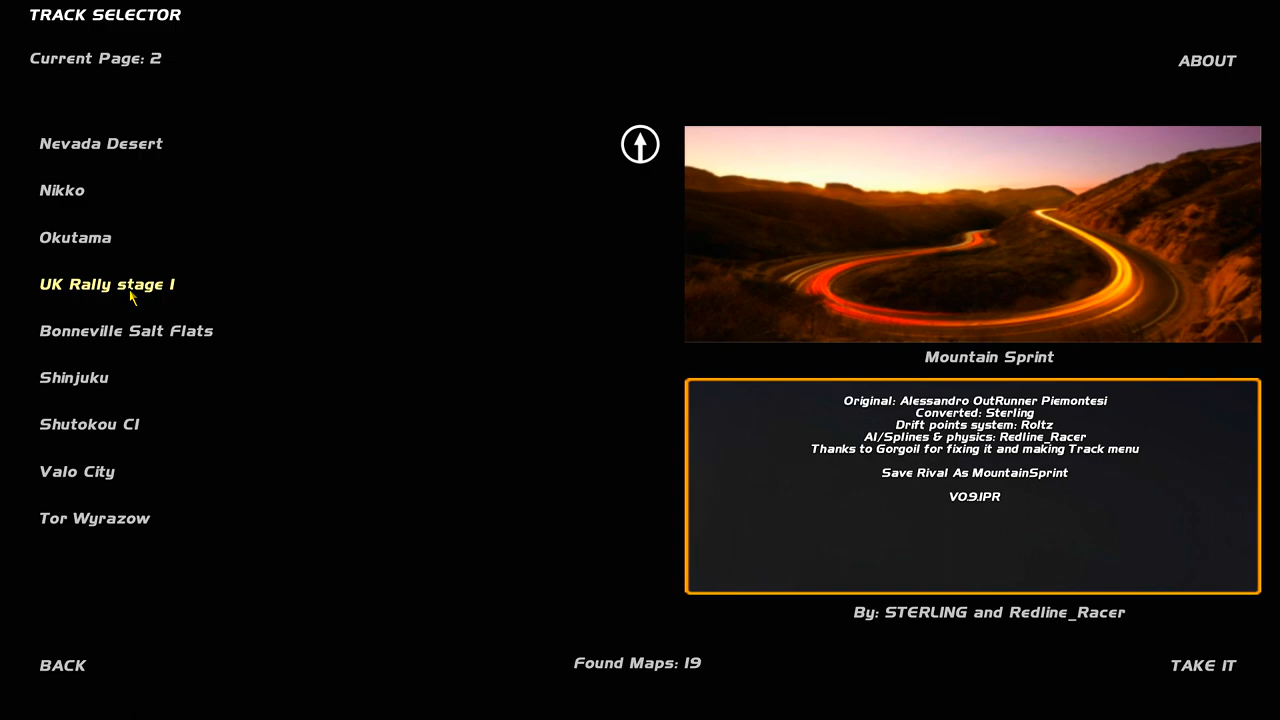 TRACK SELECTOR
Current Page: 2
ABOUT
Nevada Desert
Nikko
Okutama
UK Rally stage 1
Bonneville Salt Flats
Shinjuku
Shutokou C1
Valo City
Tor Wyrazow
Mountain Sprint
Original: Alessandro OutRunner Piemontesi
Converted: Sterling
Drift points system: Roltz
AI/Splines & physics: Redline_Racer
Thanks to Gorgoil for fixing it and making Track menu
Save Rival As MountainSprint
V0.9.1PR
By: STERLING and Redline_Racer
BACK
Found Maps: 19
TAKE IT